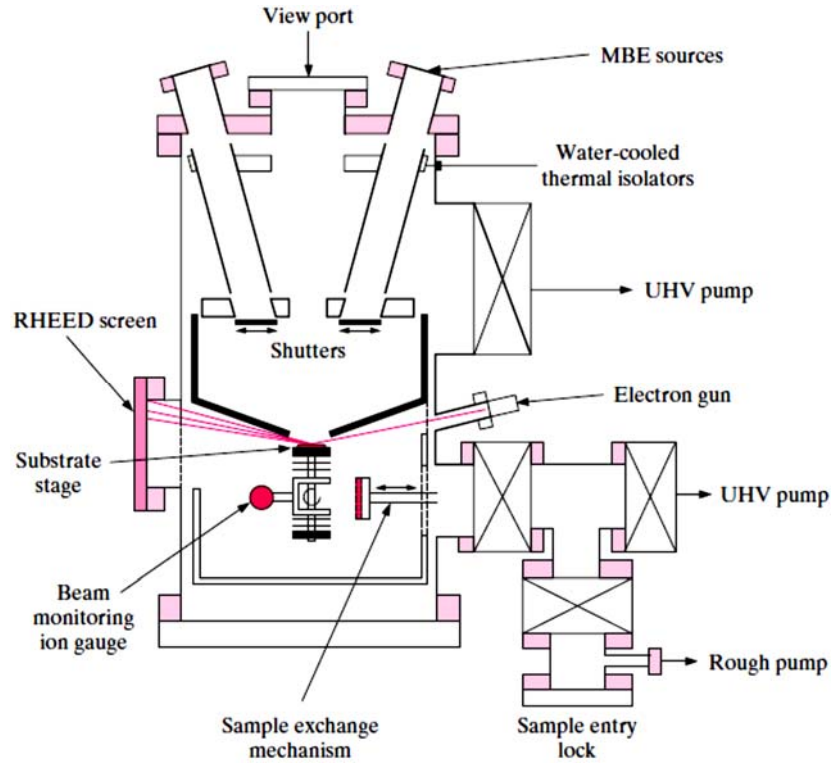 View port
MBE sources
Water-cooled
thermal isolators
UHV pump
RHEED screen
Shutters
Electron gun
Substrate
stage
UHV pump
Beam
monitoring
ion gauge
Rough pump
Sample exchange
mechanism
Sample entry
lock